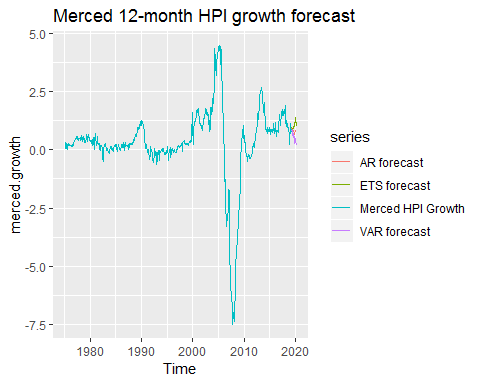 Merced 12-month HPI growth forecast
merced.growth
5.0
2.5
0.0
-2.5
-5.0
-7.5
1980 1990 2000 2010 2020
Time
series
AR forecast
ETS forecast
Merced HPI Growth
VAR forecast